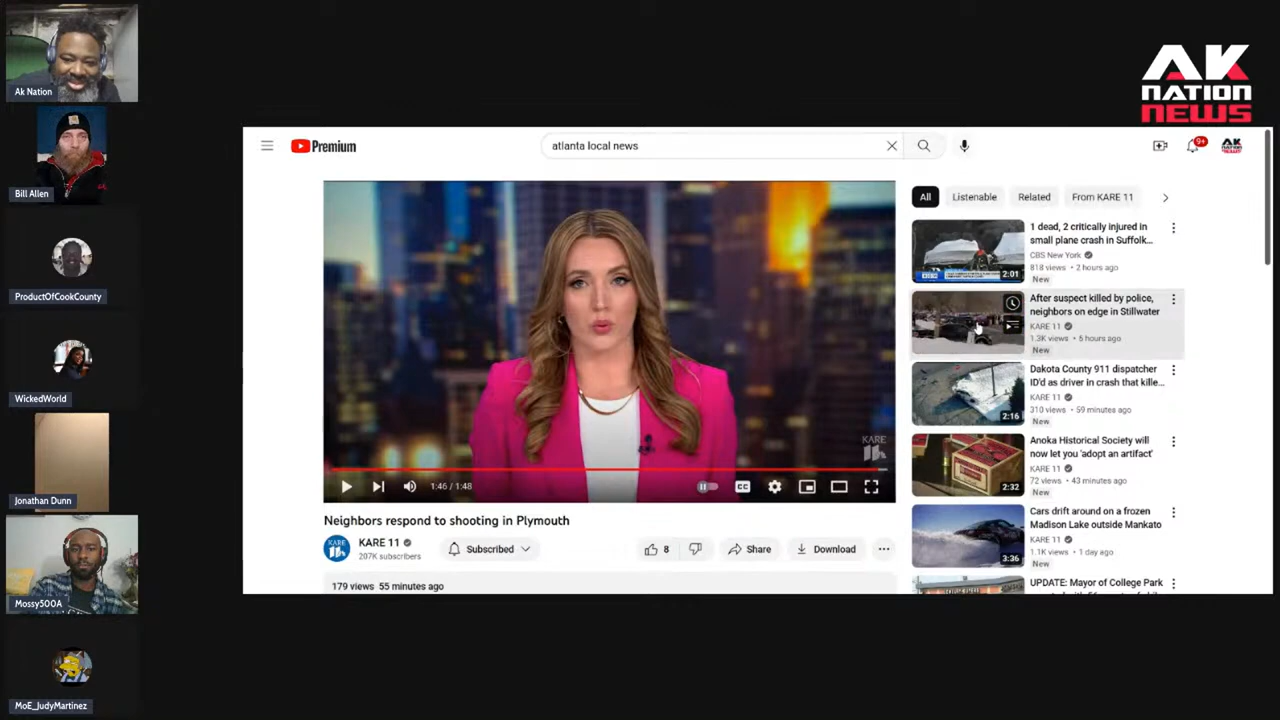 Ak Nation
Bill Allen
ProductOfCookCounty
WickedWorld
Jonathan Dunn
Mossy500A
MoE_JudyMartinez
AK
NATION
NEWS
Premium
atlanta local news
9+
KARE
11
1:46 / 1:48
CC
Neighbors respond to shooting in Plymouth
KARE 11
207K subscribers
Subscribed
8
Share
Download
179 views 55 minutes ago
All
Listenable
Related
From KARE 11
1 dead, 2 critically injured in
small plane crash in Suffolk...
CBS New York
818 views • 2 hours ago
New
2:01
After suspect killed by police,
neighbors on edge in Stillwater
KARE 11
1.3K views • 5 hours ago
New
Dakota County 911 dispatcher
ID'd as driver in crash that kille...
KARE 11
310 views • 59 minutes ago
New
2:16
Anoka Historical Society will
now let you 'adopt an artifact'
KARE 11
72 views • 43 minutes ago
New
2:32
Cars drift around on a frozen
Madison Lake outside Mankato
KARE 11
1.1K views • 1 day ago
New
3:36
UPDATE: Mayor of College Park